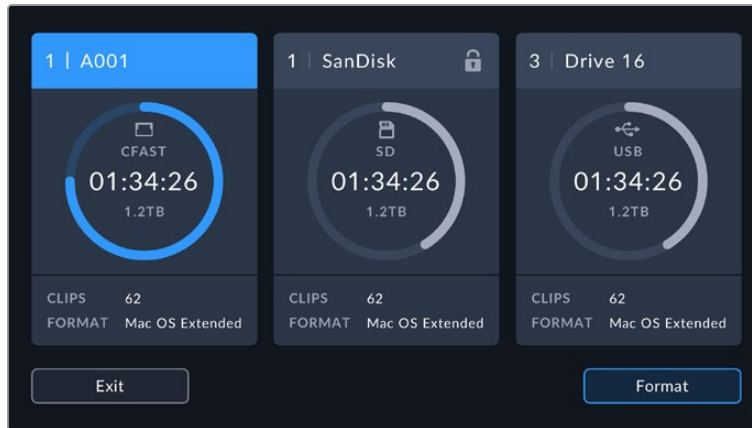 1 | A001
CFAST
01:34:26
1.2TB
CLIPS 62
FORMAT Mac OS Extended
1 | SanDisk
SD
01:34:26
1.2TB
CLIPS 62
FORMAT Mac OS Extended
3 | Drive 16
USB
01:34:26
1.2TB
CLIPS 62
FORMAT Mac OS Extended
Exit
Format